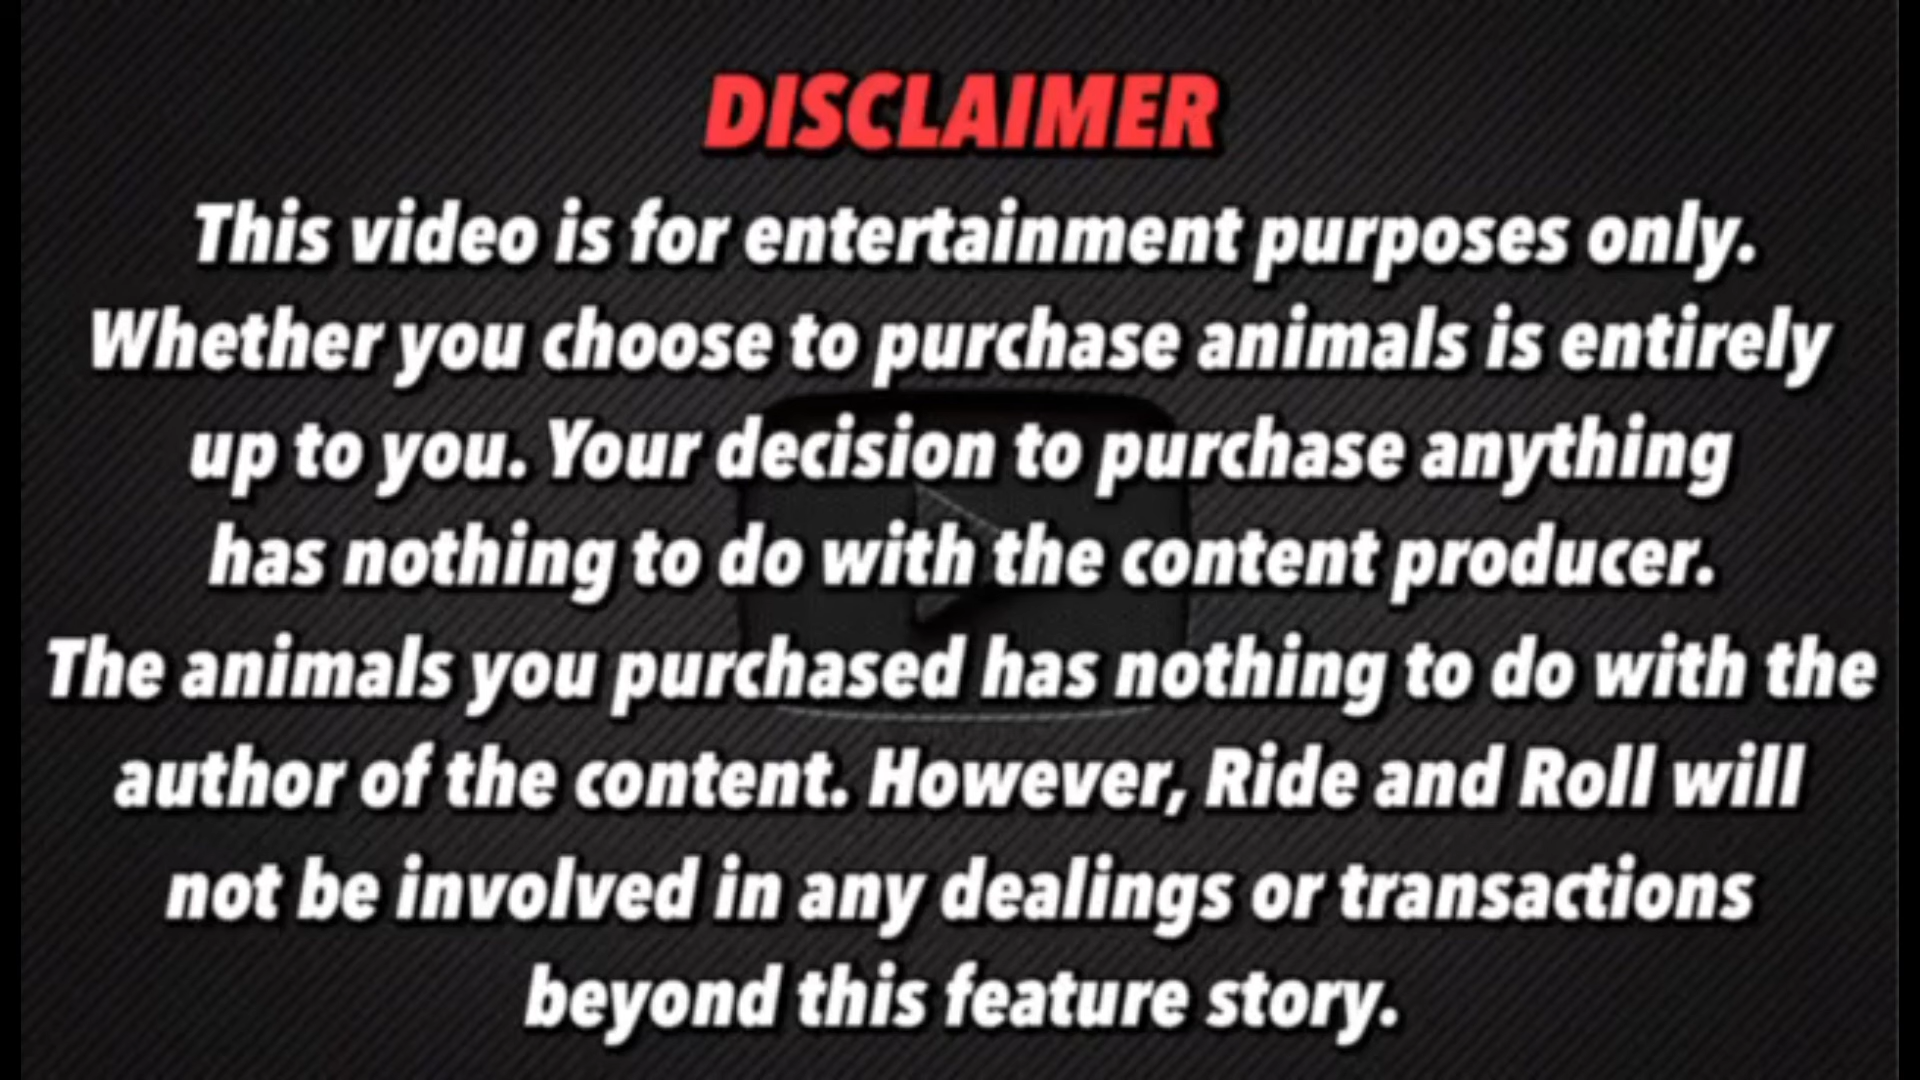 DISCLAIMER
This video is for entertainment purposes only.
Whether you choose to purchase animals is entirely
up to you. Your decision to purchase anything
has nothing to do with the content producer.
The animals you purchased has nothing to do with the
author of the content. However, Ride and Roll will
not be involved in any dealings or transactions
beyond this feature story.